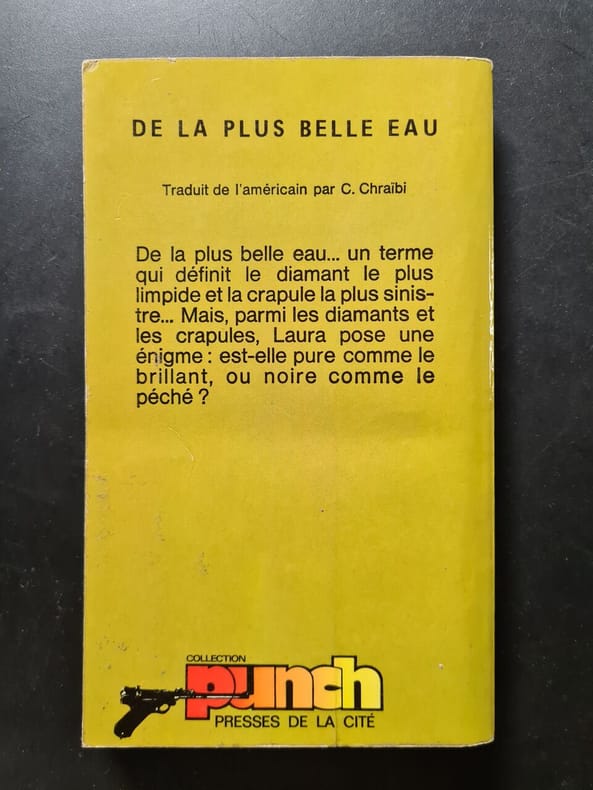 DE LA PLUS BELLE EAU
Traduit de l'américain par C. Chraïbi
De la plus belle eau... un terme
qui définit le diamant le plus
limpide et la crapule la plus sinis-
tre... Mais, parmi les diamants et
les crapules, Laura pose une
énigme : est-elle pure comme le
brillant, ou noire comme le
péché ?
COLLECTION
punch
PRESSES DE LA CITÉ